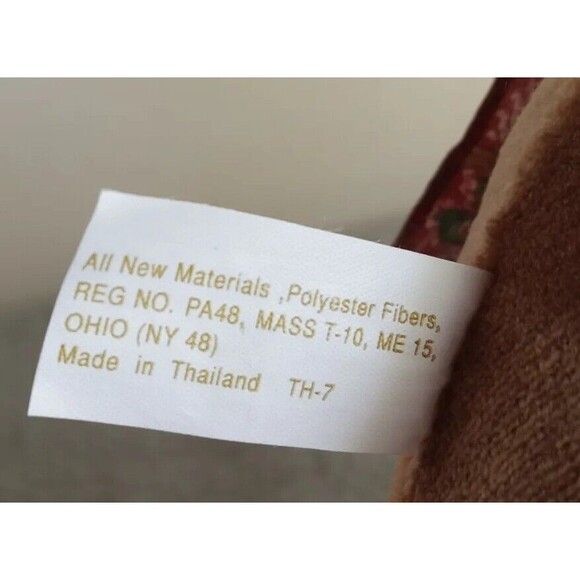 All New Materials ,Polyester Fibers,
REG NO. PA48, MASS T-10, ME 15,
OHIO (NY 48)
Made in Thailand TH-7